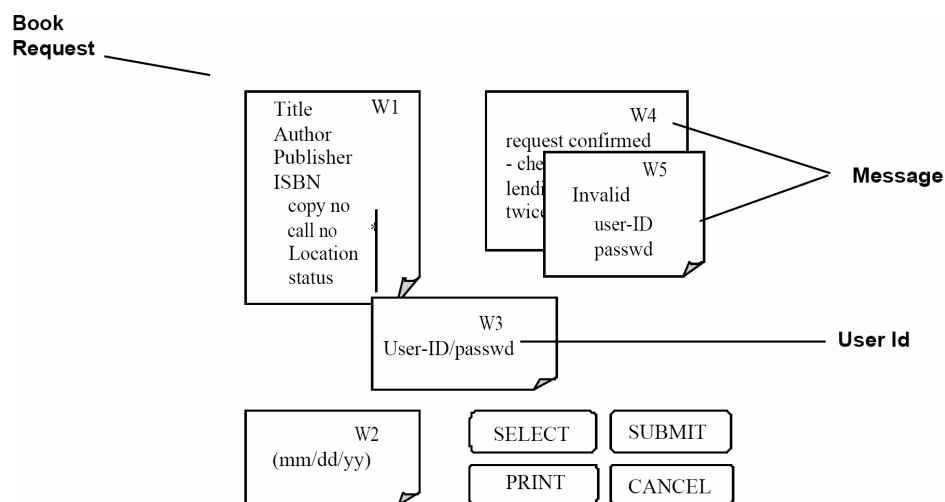 Book
Request
Title W1
Author
Publisher
ISBN
copy no
call no *
Location
status
W4
request confirmed
- che
lendi
twice
W5
Invalid
user-ID
passwd
Message
W3
User-ID/passwd
User Id
W2
(mm/dd/yy)
SELECT
SUBMIT
PRINT
CANCEL